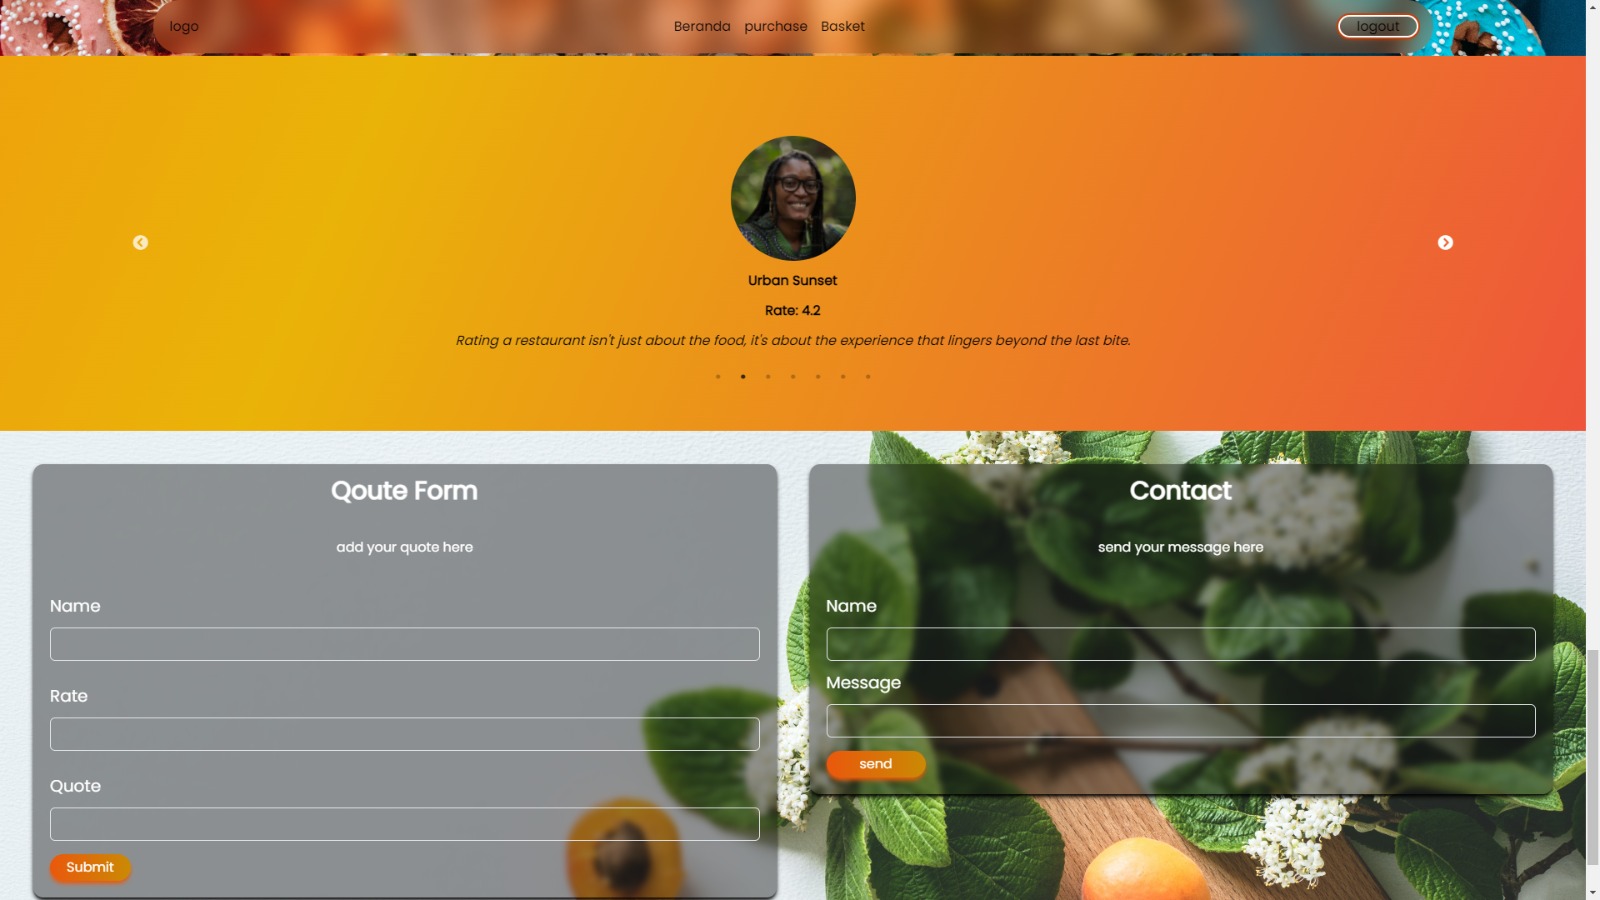 logo
Beranda purchase Basket
logout
Urban Sunset
Rate: 4.2
Rating a restaurant isn't just about the food, it's about the experience that lingers beyond the last bite.
Qoute Form
add your quote here
Name
Rate
Quote
Submit
Contact
send your message here
Name
Message
send